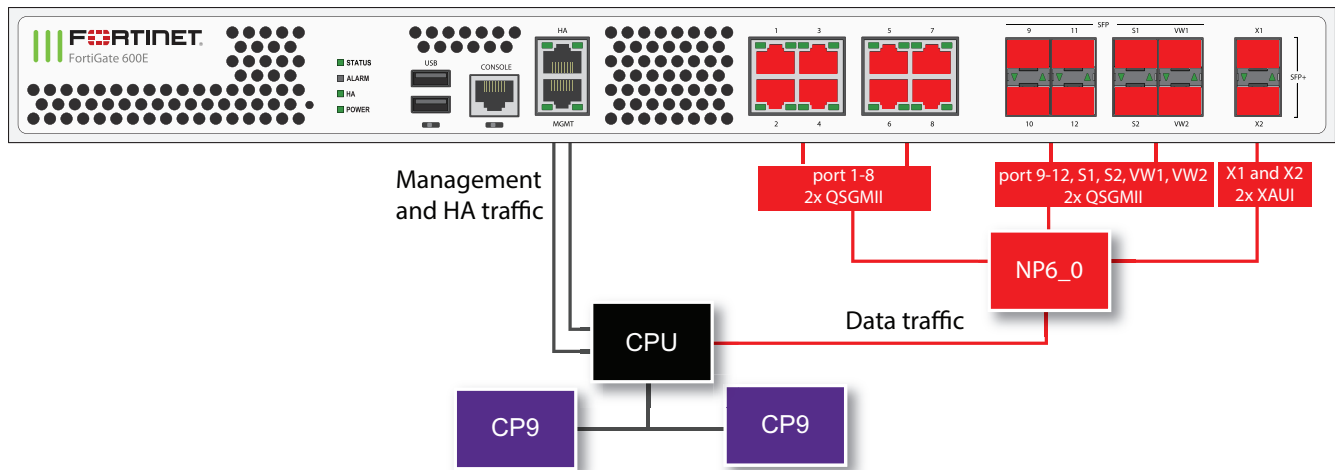 FORTINET
FortiGate 600E
STATUS
ALARM
HA
POWER
USB
CONSOLE
HA
MGMT
1 3
2 4
5 7
6 8
SFP
9 11 S1 VW1
10 12 S2 VW2
X1
X2
SFP+
Management
and HA traffic
port 1-8
2x QSGMII
port 9-12, S1, S2, VW1, VW2
2x QSGMII
X1 and X2
2x XAUI
NP6_0
Data traffic
CPU
CP9
CP9